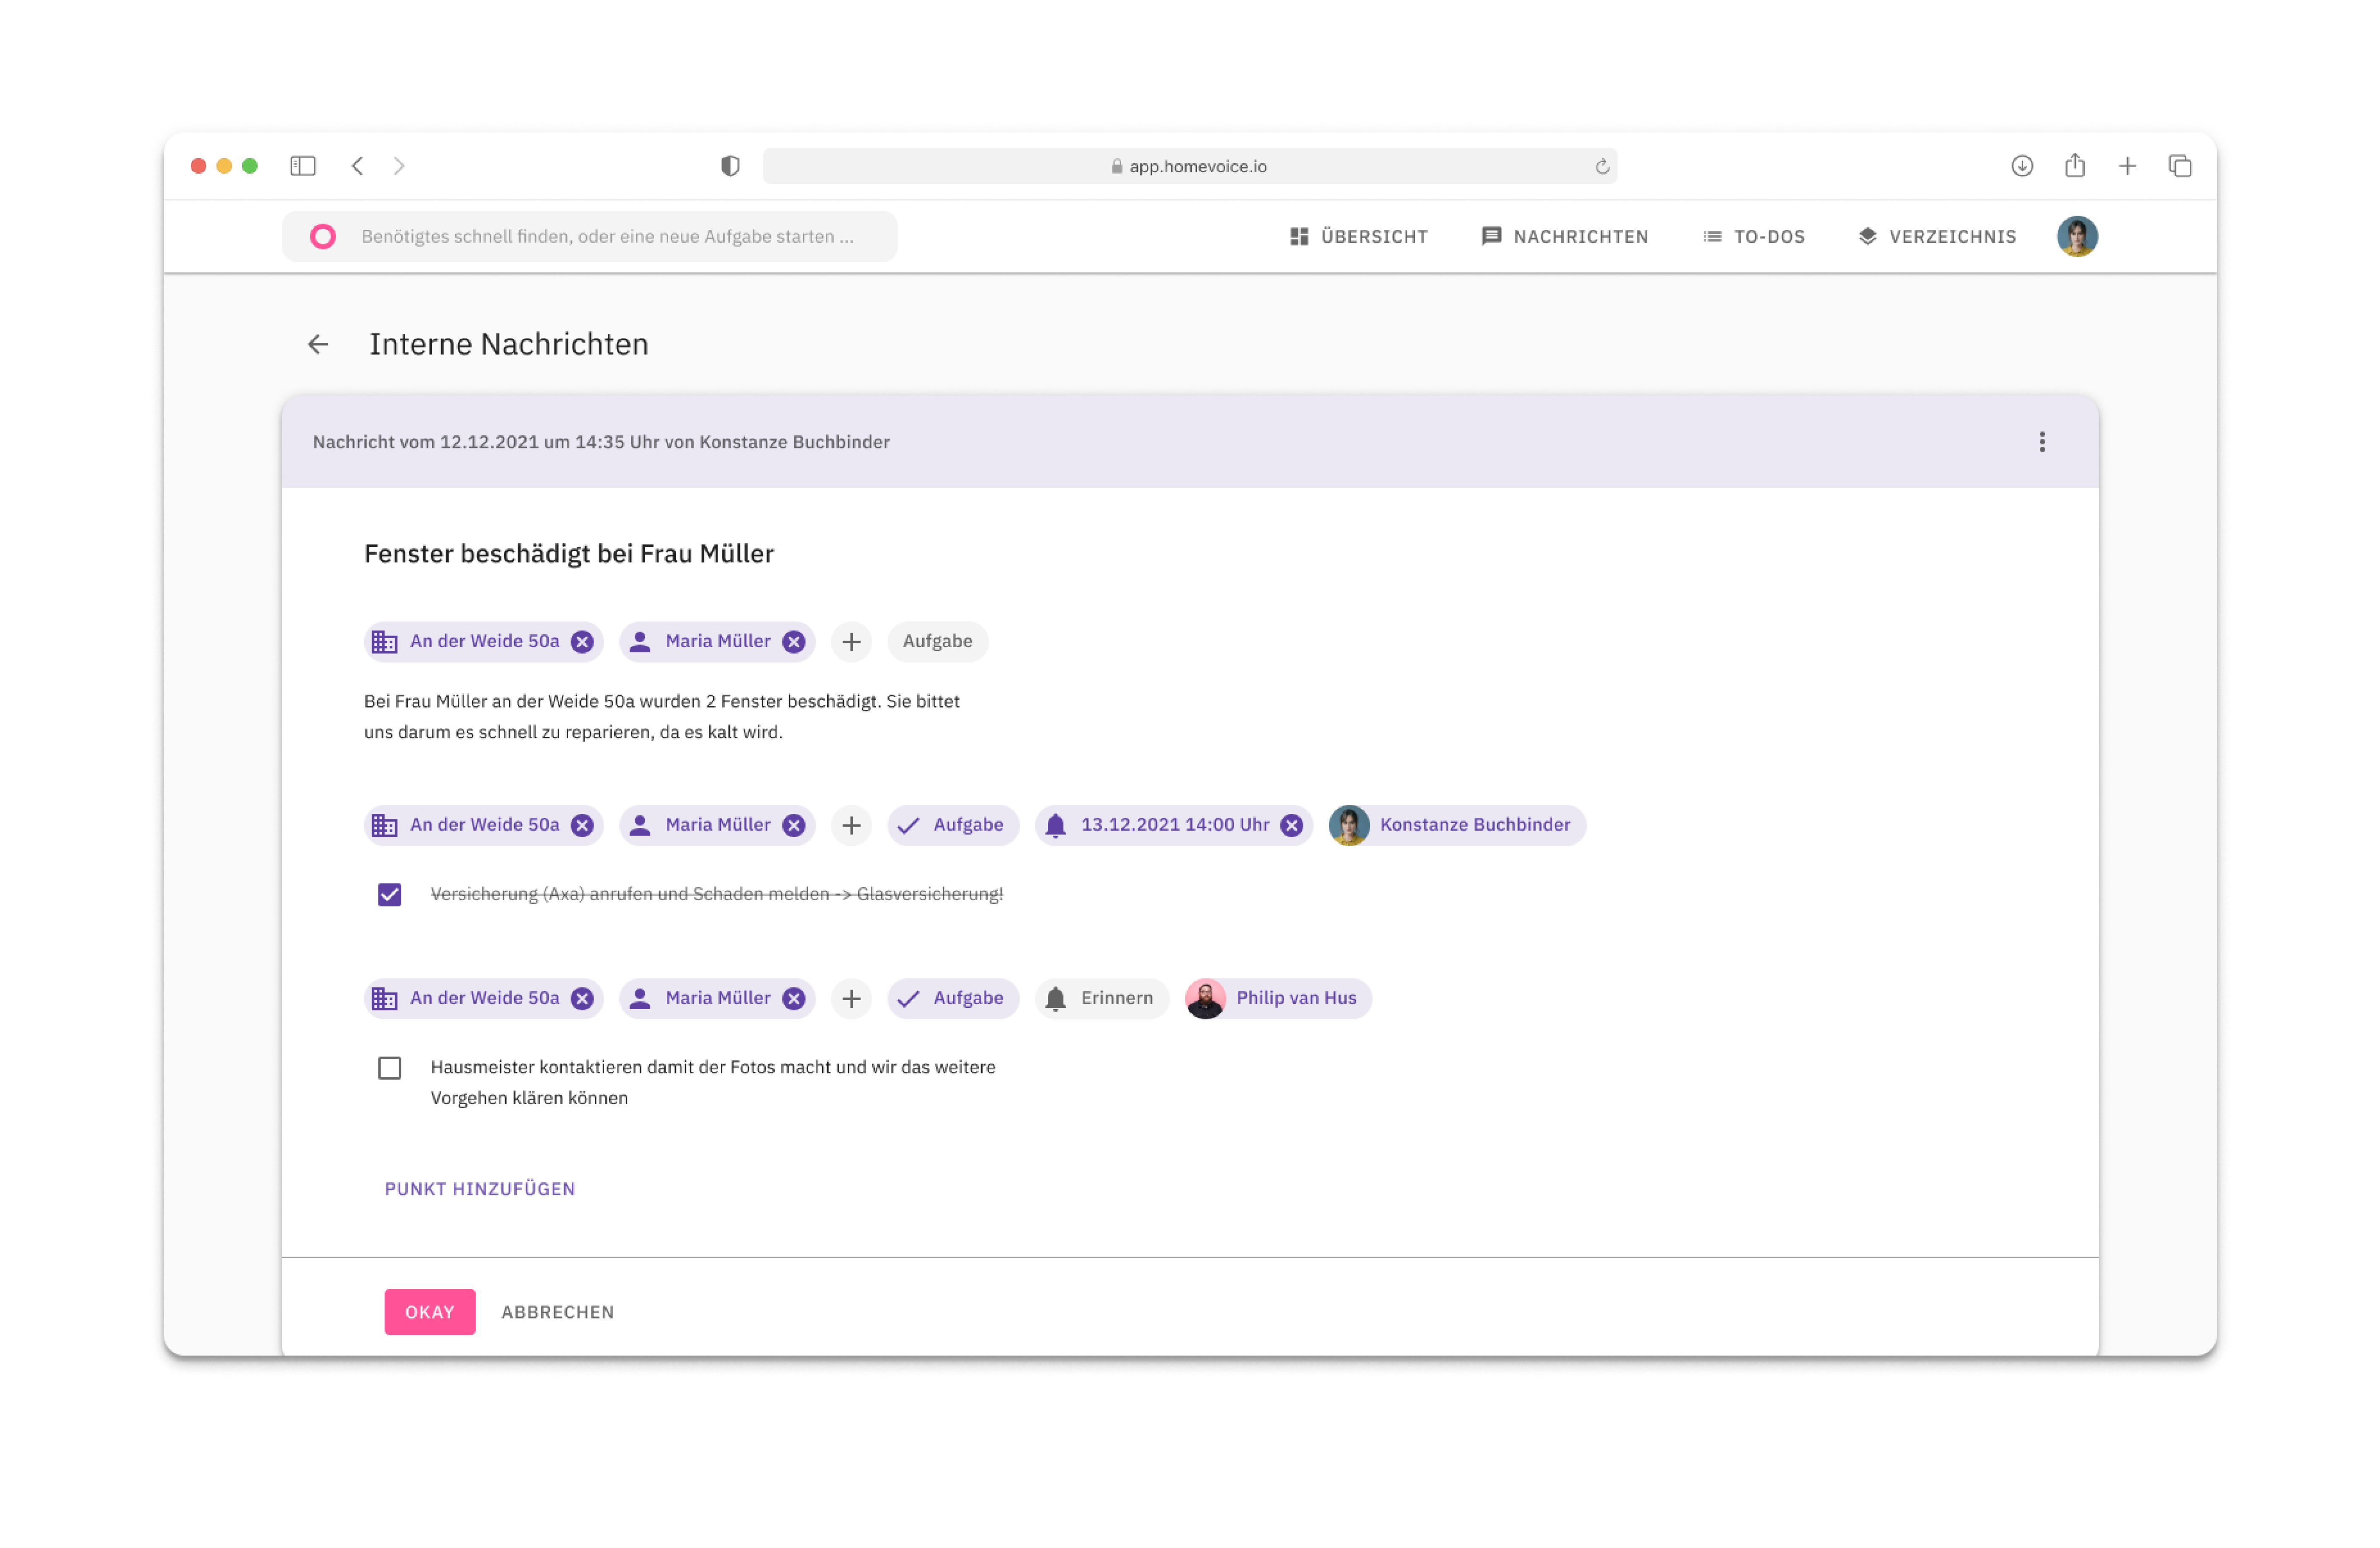 app.homevoice.io
Benötigtes schnell finden, oder eine neue Aufgabe starten ...
ÜBERSICHT
NACHRICHTEN
TO-DOS
VERZEICHNIS
Interne Nachrichten
Nachricht vom 12.12.2021 um 14:35 Uhr von Konstanze Buchbinder
Fenster beschädigt bei Frau Müller
An der Weide 50a Maria Müller Aufgabe
Bei Frau Müller an der Weide 50a wurden 2 Fenster beschädigt. Sie bittet
uns darum es schnell zu reparieren, da es kalt wird.
An der Weide 50a Maria Müller Aufgabe 13.12.2021 14:00 Uhr Konstanze Buchbinder
Versicherung (Axa) anrufen und Schaden melden -> Glasversicherung!
An der Weide 50a Maria Müller Aufgabe Erinnern Philip van Hus
Hausmeister kontaktieren damit der Fotos macht und wir das weitere
Vorgehen klären können
PUNKT HINZUFÜGEN
OKAY ABBRECHEN